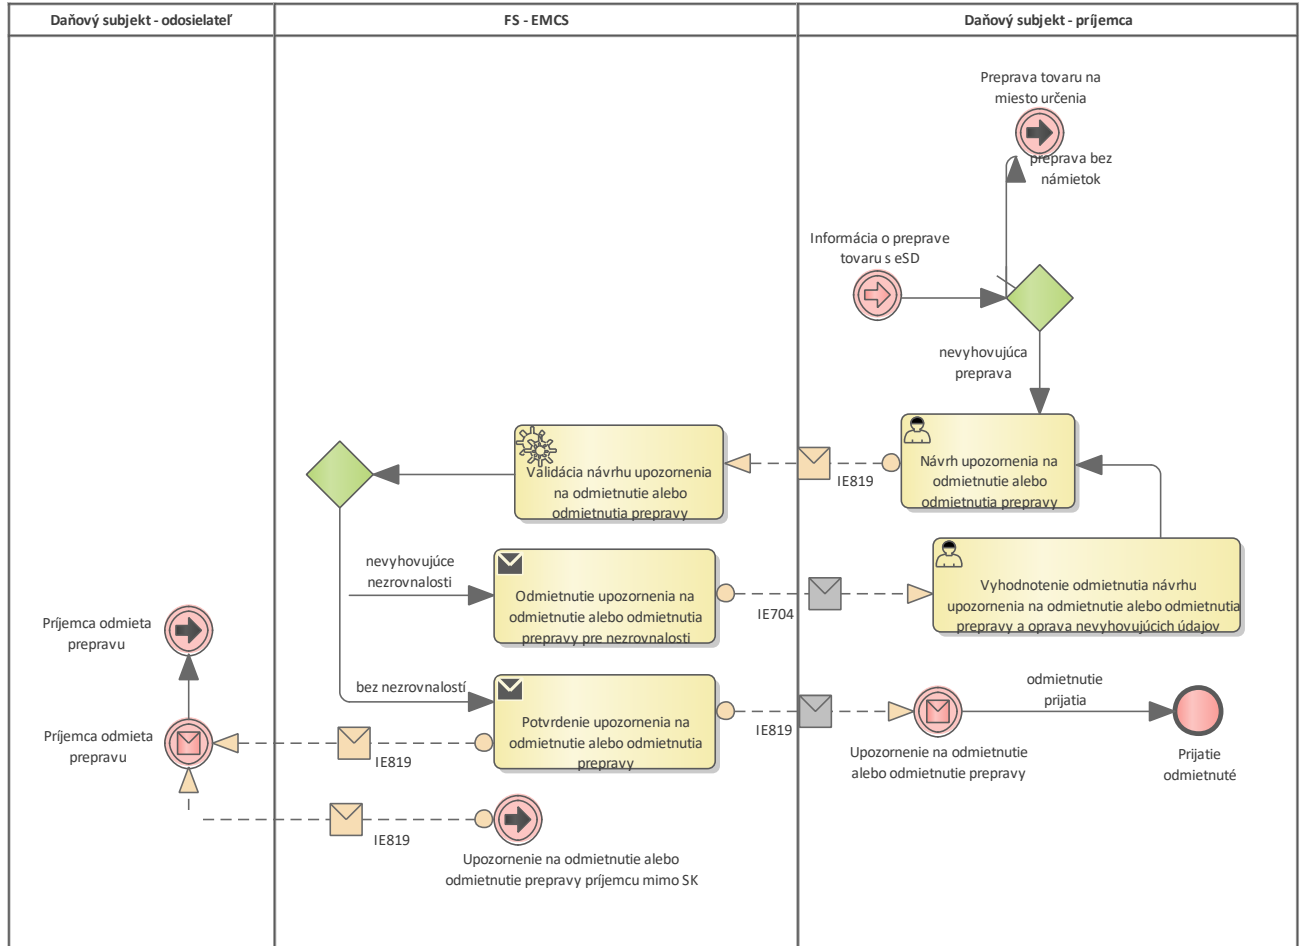 Daňový subjekt - odosielateľ
FS - EMCS
Daňový subjekt - príjemca
Preprava tovaru na
miesto určenia
preprava bez
námietok
Informácia o preprave
tovaru s eSD
nevyhovujúca
preprava
Návrh upozornenia na
odmietnutie alebo
odmietnutia prepravy
IE819
Validácia návrhu upozornenia
na odmietnutie alebo
odmietnutia prepravy
nevyhovujúce
nezrovnalosti
Odmietnutie upozornenia na
odmietnutie alebo odmietnutia
prepravy pre nezrovnalosti
IE704
Vyhodnotenie odmietnutia návrhu
upozornenia na odmietnutie alebo odmietnutia
prepravy a oprava nevyhovujúcich údajov
Príjemca odmieta
prepravu
bez nezrovnalostí
Potvrdenie upozornenia na
odmietnutie alebo odmietnutia
prepravy
IE819
odmietnutie
prijatia
Upozornenie na odmietnutie
alebo odmietnutie prepravy
Prijatie
odmietnuté
Príjemca odmieta
prepravu
IE819
IE819
Upozornenie na odmietnutie alebo
odmietnutie prepravy príjemcu mimo SK